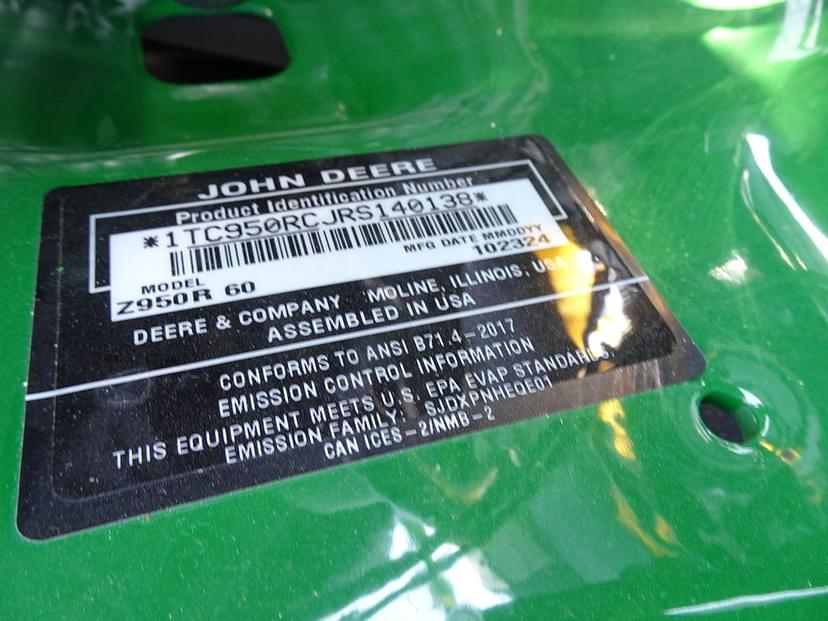 JOHN DEERE
Product Identification Number
*1TC950RCJRS140138*
MFG DATE MMDDYY
102324
MODEL
Z950R 60
DEERE & COMPANY MOLINE, ILLINOIS, USA
ASSEMBLED IN USA
CONFORMS TO ANSI B71.4-2017
EMISSION CONTROL INFORMATION
THIS EQUIPMENT MEETS U.S. EPA EVAP STANDARDS.
EMISSION FAMILY: SJDXPNHEQE01
CAN ICES-2/NMB-2